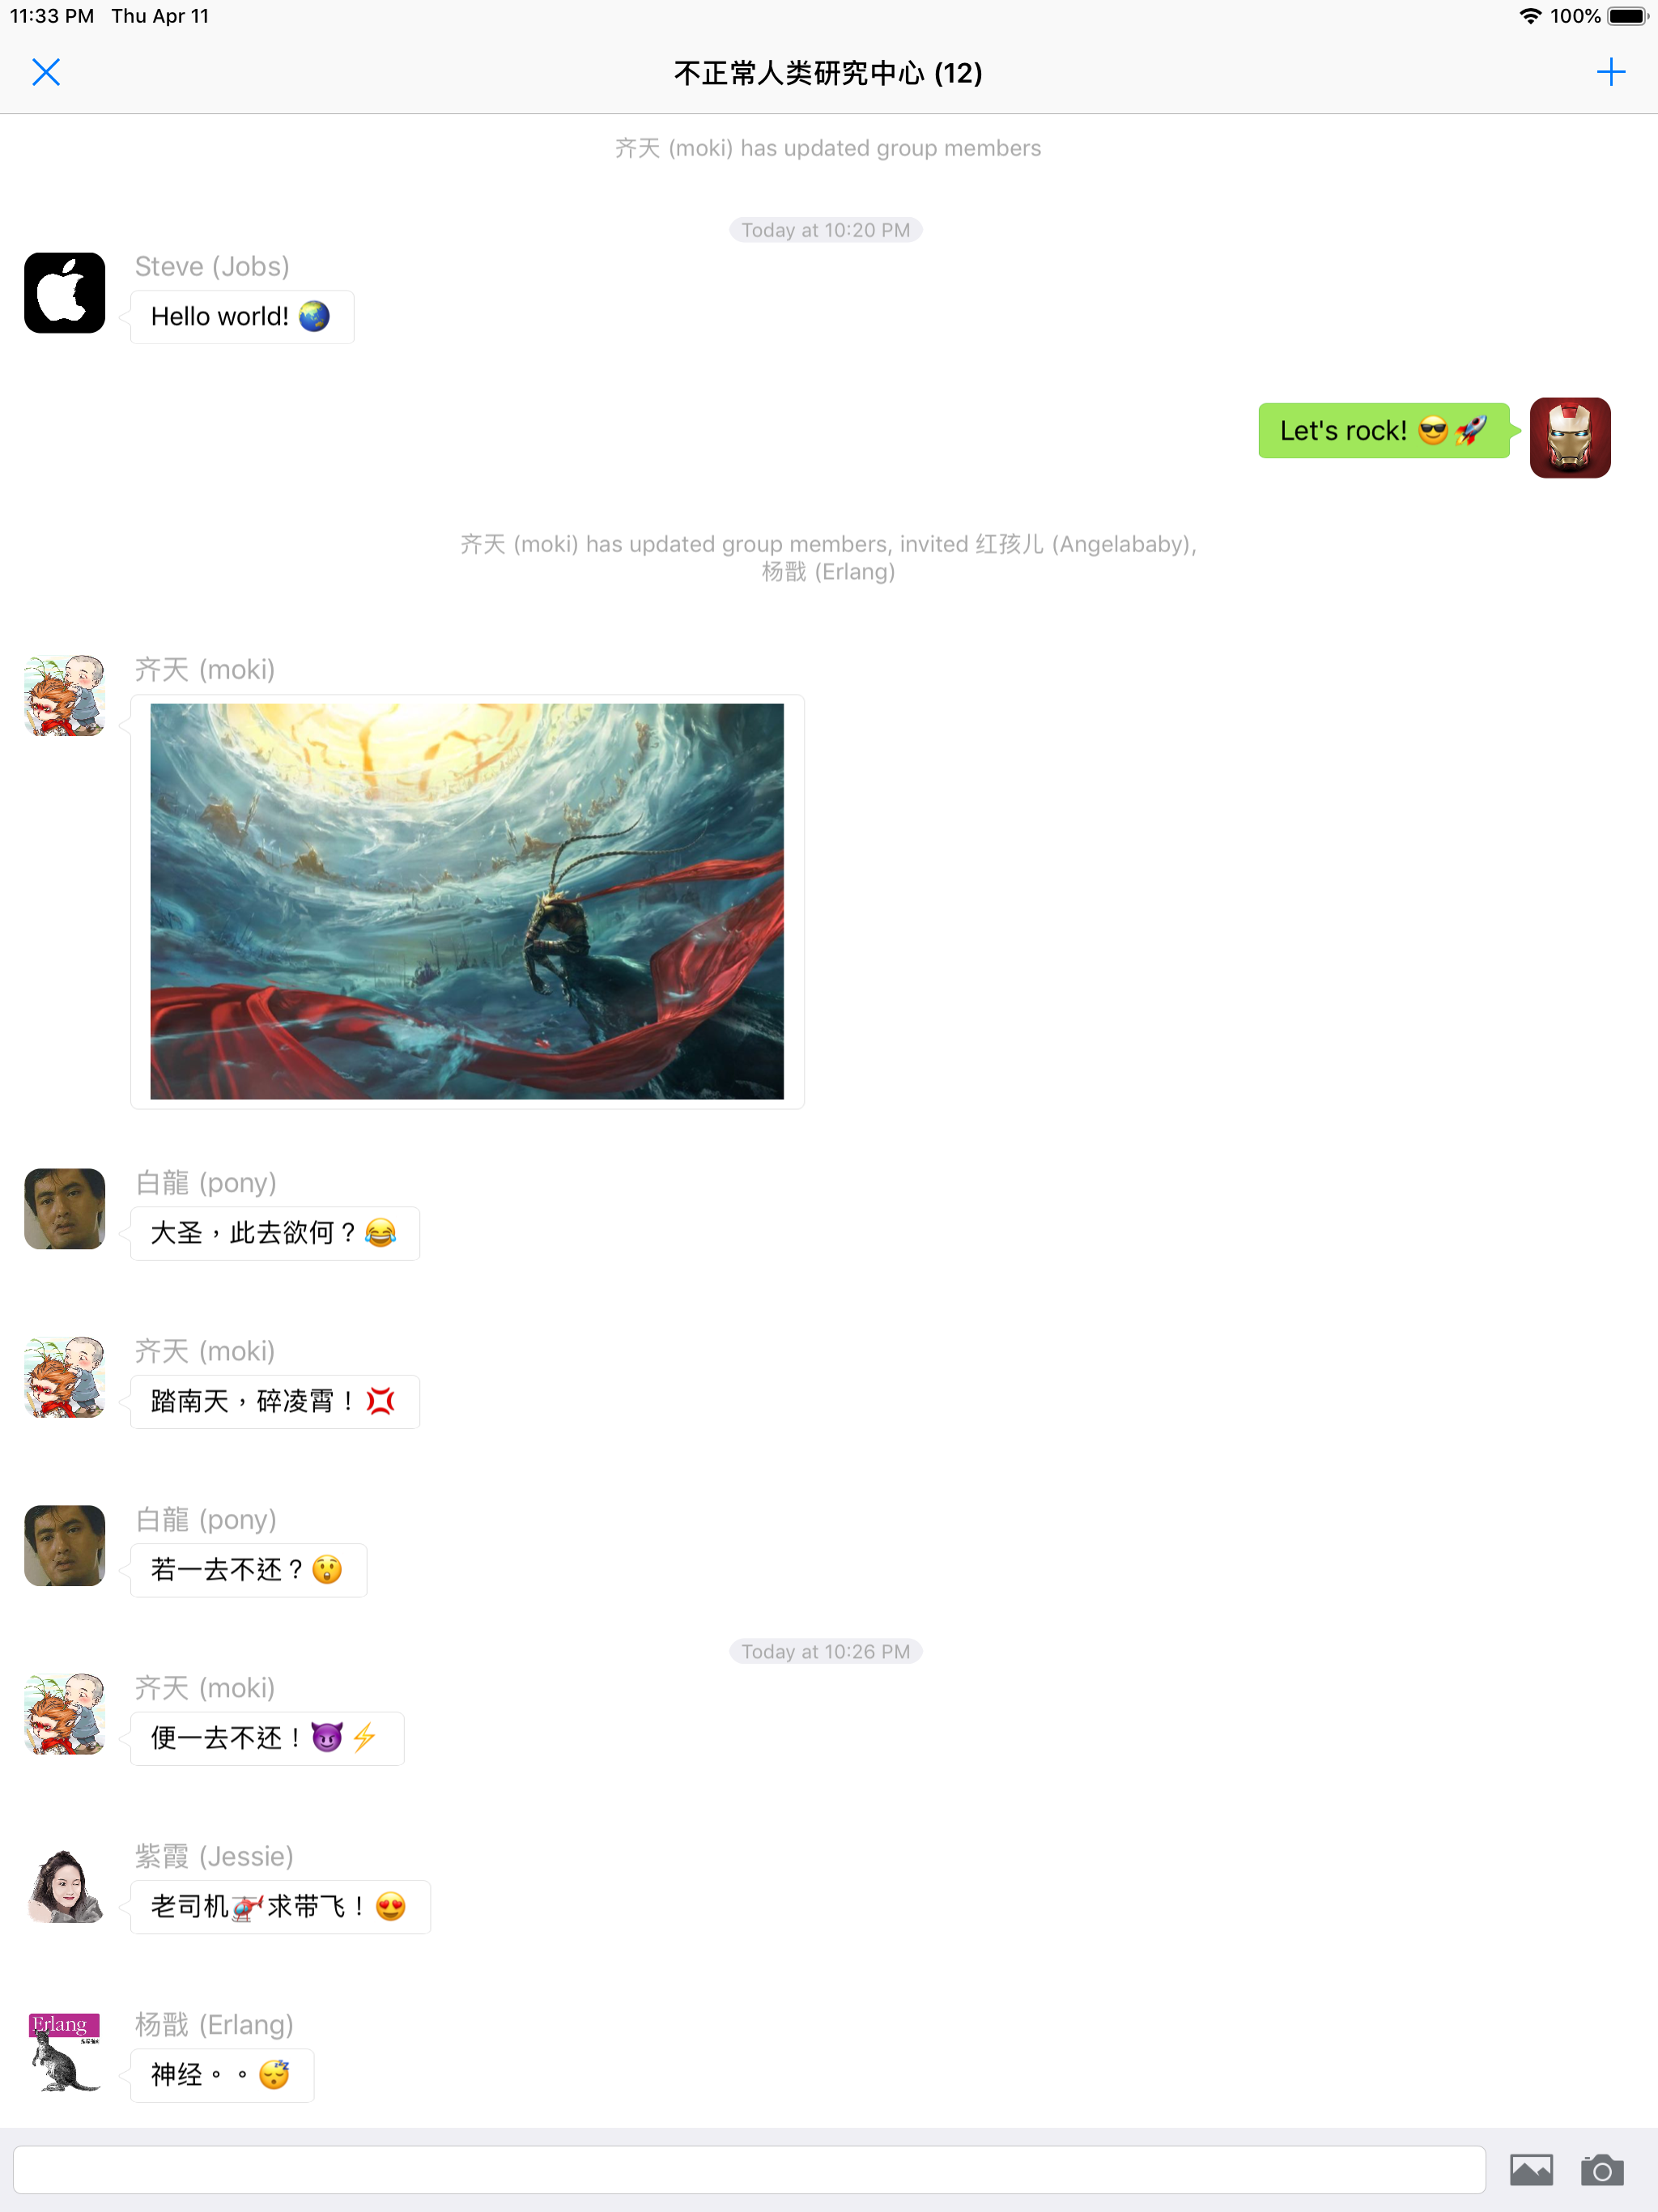 11:33 PM Thu Apr 11
100%
不正常人类研究中心 (12)
齐天 (moki) has updated group members
Today at 10:20 PM
Steve (Jobs)
Hello world! 🌏
Let's rock! 😎🚀
齐天 (moki) has updated group members, invited 红孩儿 (Angelababy),
杨戬 (Erlang)
齐天 (moki)
白龍 (pony)
大圣，此去欲何？😂
齐天 (moki)
踏南天，碎凌霄！💢
白龍 (pony)
若一去不还？😲
Today at 10:26 PM
齐天 (moki)
便一去不还！😈⚡
紫霞 (Jessie)
老司机🚁求带飞！😍
Erlang
杨戬 (Erlang)
神经。。😴